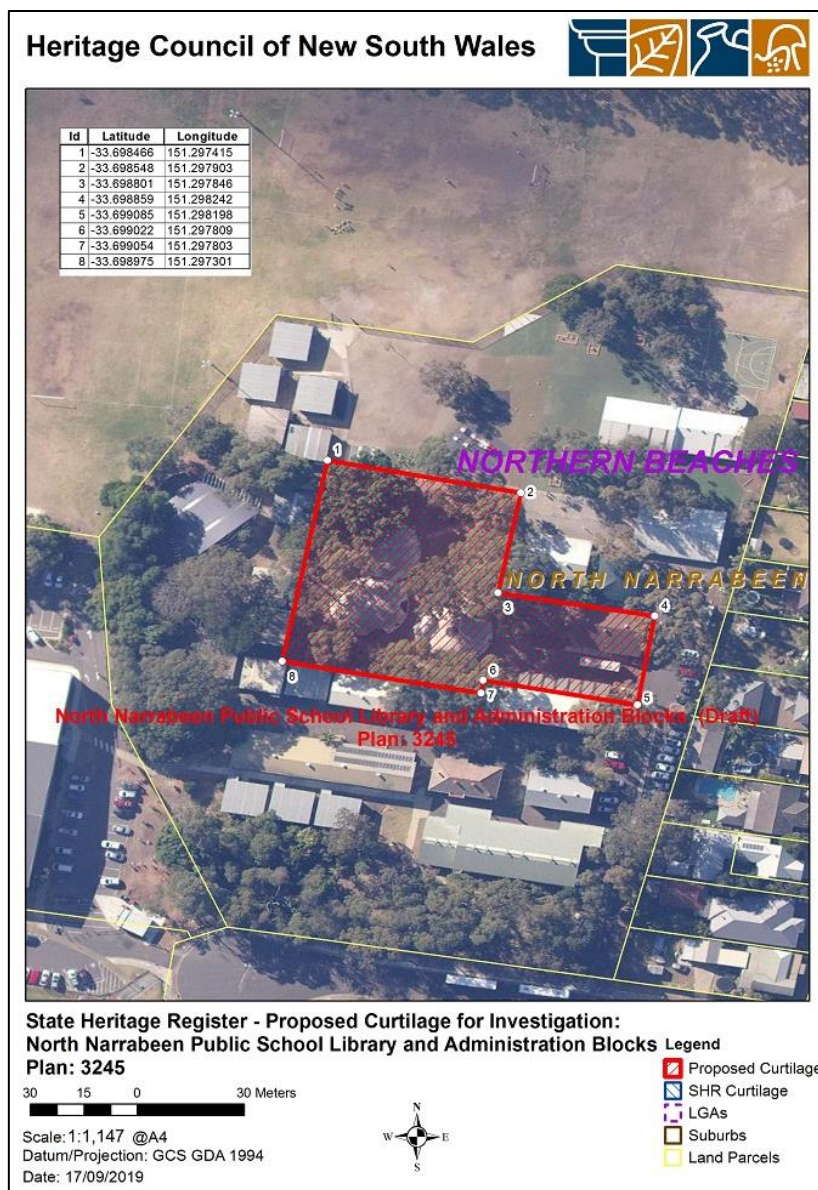 Heritage Council of New South Wales
Id Latitude Longitude
1 -33.698466 151.297415
2 -33.698548 151.297903
3 -33.698801 151.297846
4 -33.698859 151.298242
5 -33.699085 151.298198
6 -33.699022 151.297809
7 -33.699054 151.297803
8 -33.698975 151.297301
1
NORTHERN BEACHES
2
NORTH NARRABEEN
3
4
6
8
7
5
North Narrabeen Public School Library and Administration Blocks (Draft)
Plan: 3245
State Heritage Register - Proposed Curtilage for Investigation:
North Narrabeen Public School Library and Administration Blocks
Plan: 3245
30 15 0 30 Meters
Scale:1:1,147 @A4
Datum/Projection: GCS GDA 1994
Date: 17/09/2019
N
W E
S
Legend
Proposed Curtilage
SHR Curtilage
LGAs
Suburbs
Land Parcels